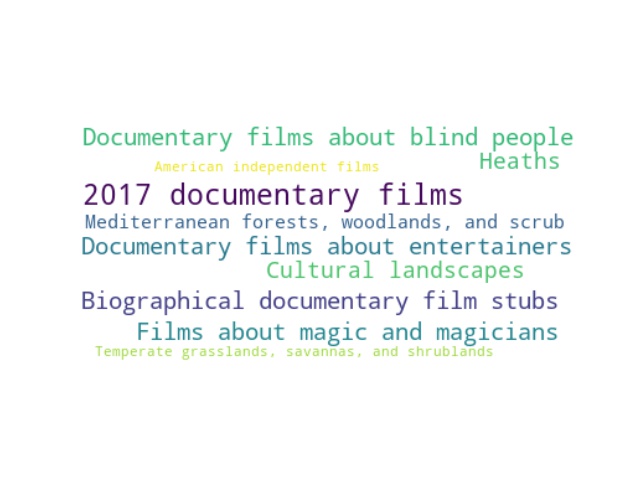 Documentary films about blind people
American independent films
Heaths
2017 documentary films
Mediterranean forests, woodlands, and scrub
Documentary films about entertainers
Cultural landscapes
Biographical documentary film stubs
Films about magic and magicians
Temperate grasslands, savannas, and shrublands